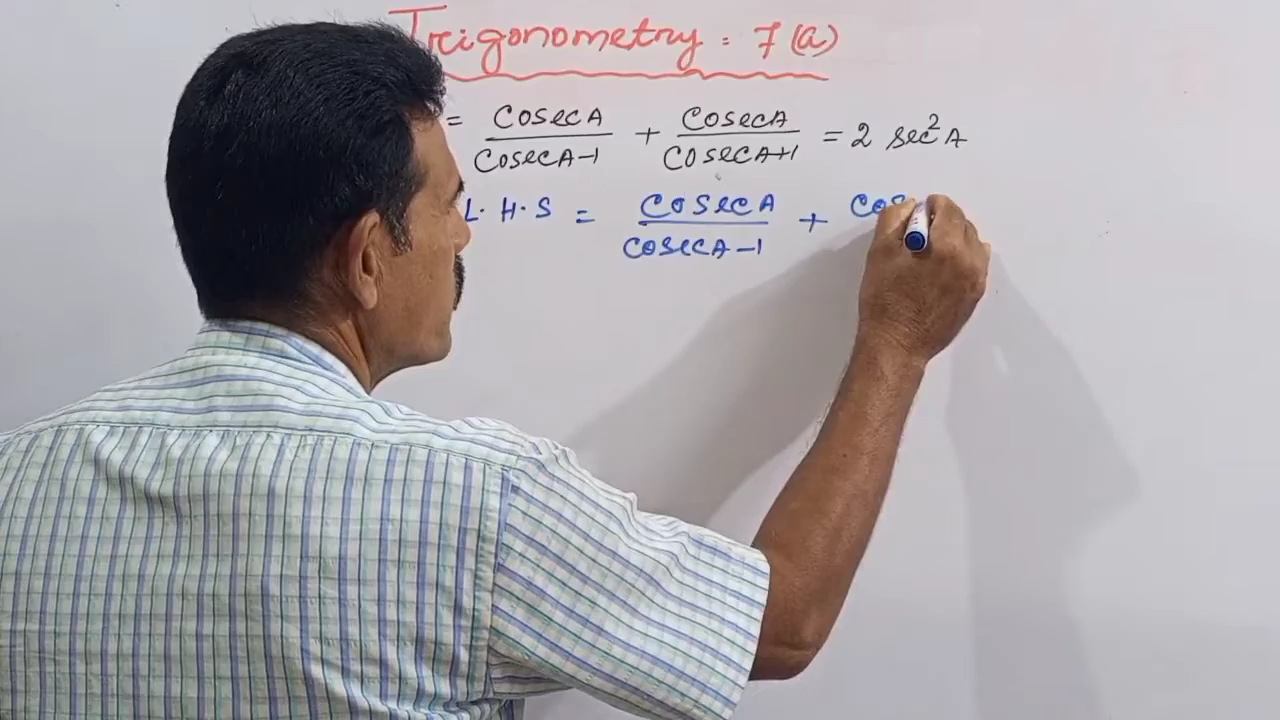 Trigonometry : 7 (a)
= CosecA / CosecA-1 + CosecA / CosecA+1 = 2 sec²A
L. H. S = CosecA / CosecA-1 +